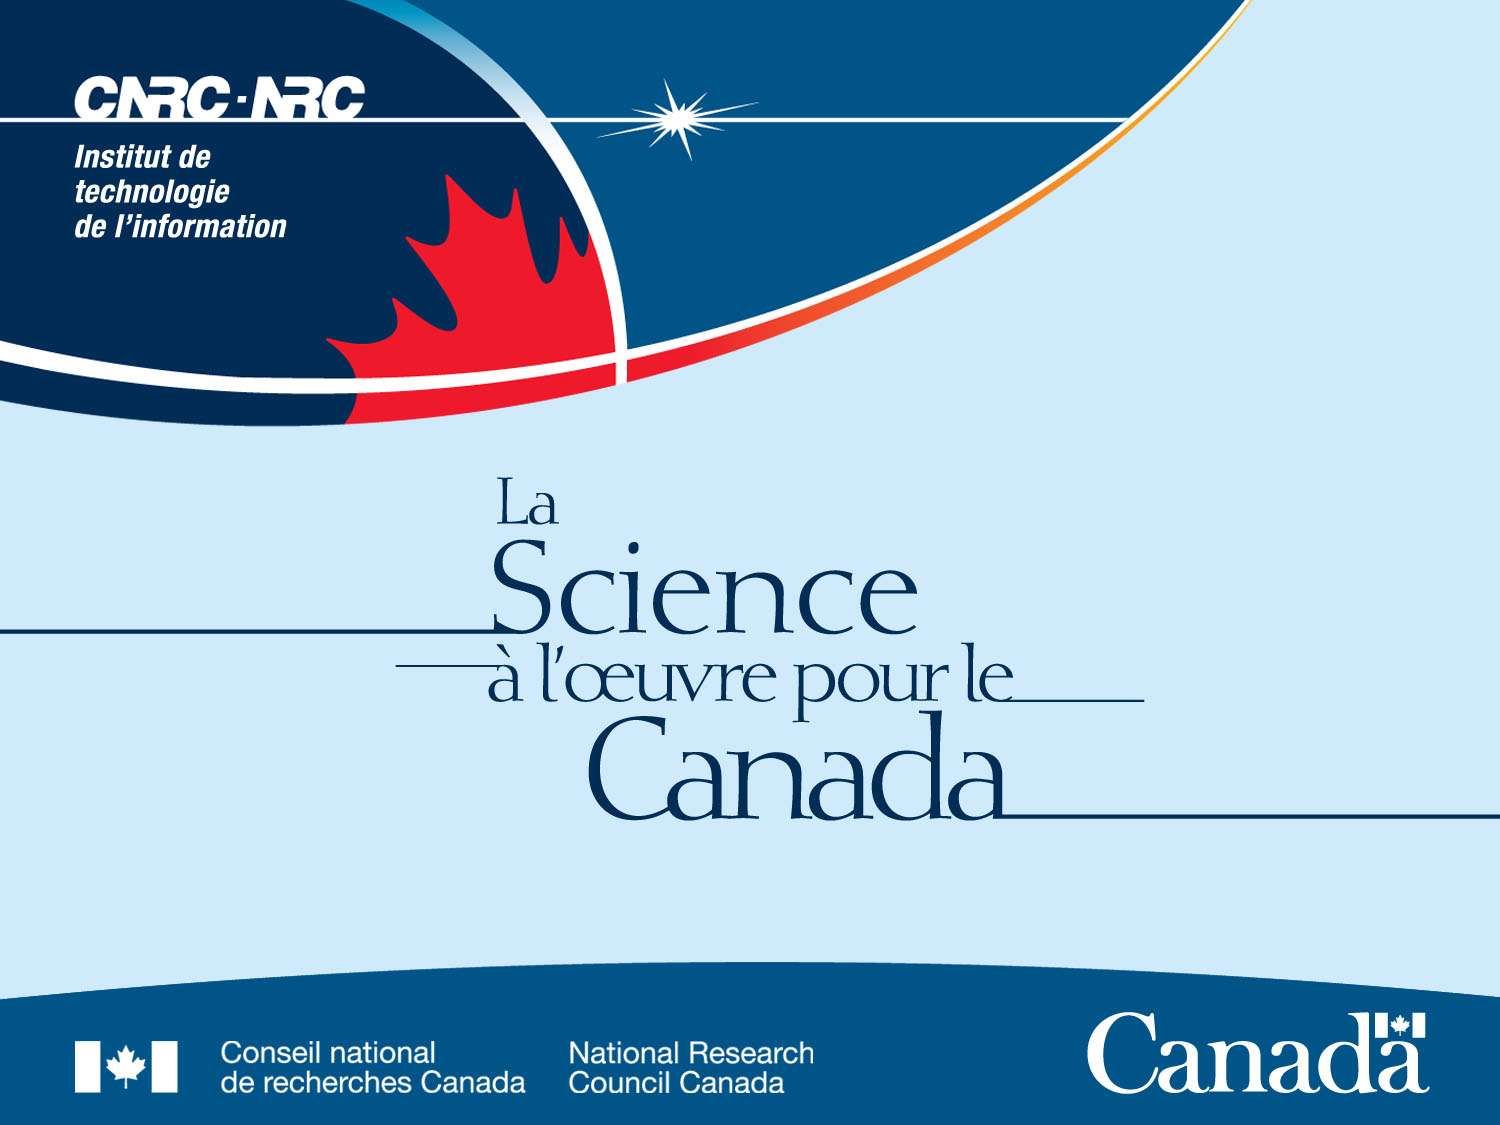 CNRC·NRC
Institut de
technologie
de l’information
La
Science
à l’œuvre pour le
Canada
Conseil national
de recherches Canada
National Research
Council Canada
Canada